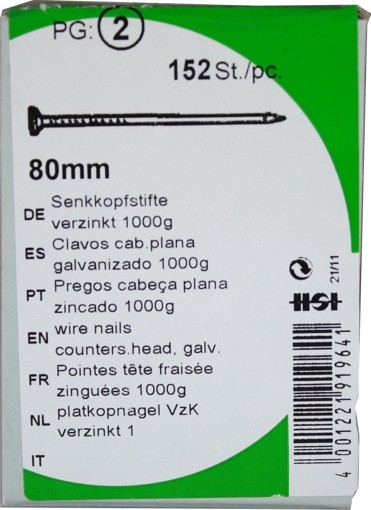 PG: 2
152 St./pc.
80mm
DE Senkkopfstifte
verzinkt 1000g
ES Clavos cab.plana
galvanizado 1000g
PT Pregos cabeça plana
zincado 1000g
EN wire nails
counters.head, galv.
FR Pointes tête fraisée
zinguées 1000g
NL platkopnagel VzK
verzinkt 1
IT
21/11
HSI
4 001221 919641